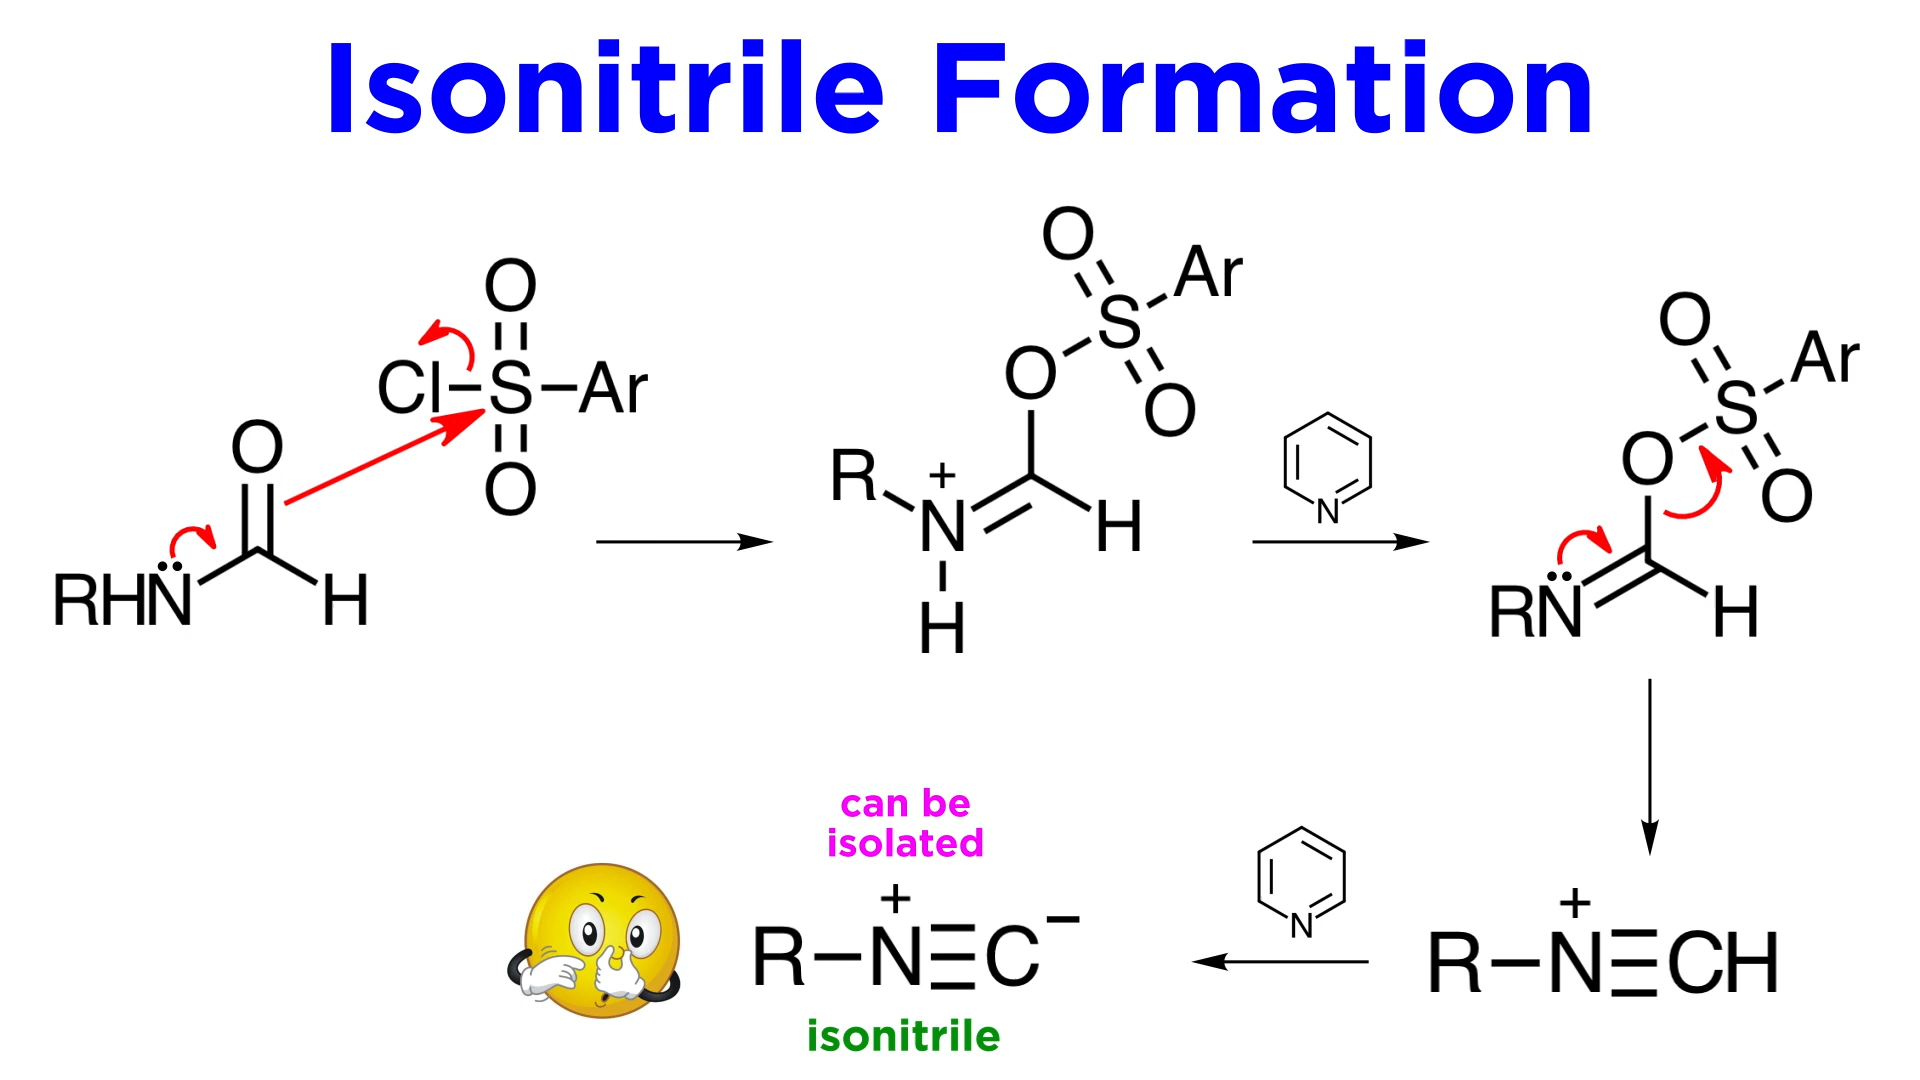 Isonitrile Formation
O
Cl–S–Ar
O
O
RHN̈ H
O
Ar
S
O
O
R
+
N
H
H
N
O
Ar
S
O
O
RN̈ H
can be
isolated
+
R–N≡C⁻
isonitrile
N
+
R–N≡CH